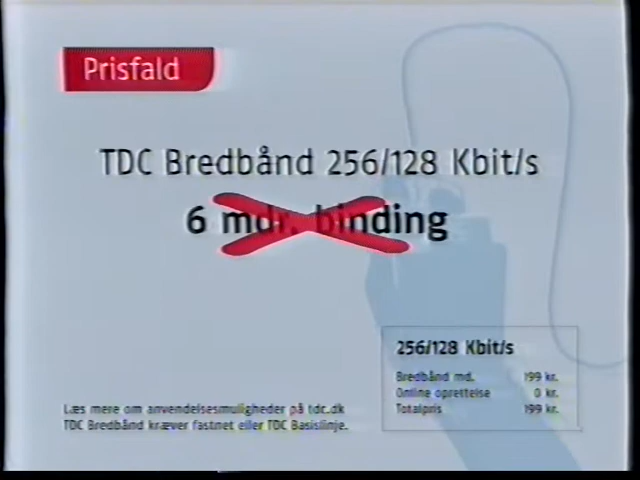 Prisfald
TDC Bredbånd 256/128 Kbit/s
6 mdr. binding
256/128 Kbit/s
Bredbånd md. 199 kr.
Online oprettelse 0 kr.
Totalpris 199 kr.
Læs mere om anvendelsesmuligheder på tdc.dk
TDC Bredbånd kræver fastnet eller TDC Basislinje.